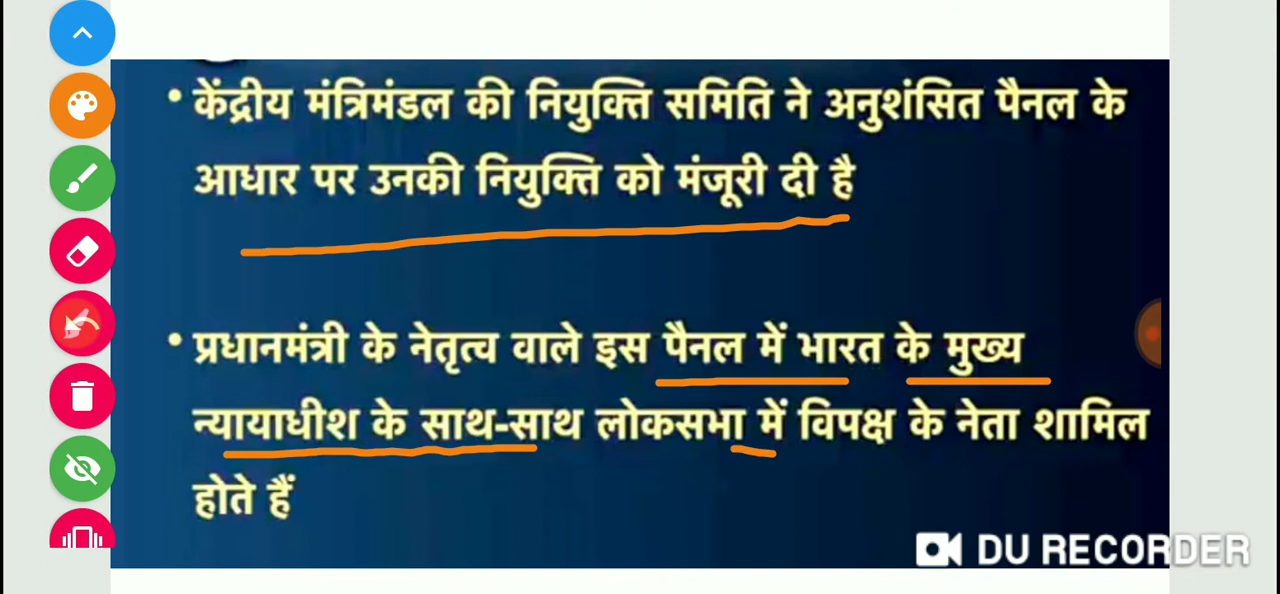 • केंद्रीय मंत्रिमंडल की नियुक्ति समिति ने अनुशंसित पैनल के
आधार पर उनकी नियुक्ति को मंजूरी दी है
• प्रधानमंत्री के नेतृत्व वाले इस पैनल में भारत के मुख्य
न्यायाधीश के साथ-साथ लोकसभा में विपक्ष के नेता शामिल
होते हैं
DU RECORDER